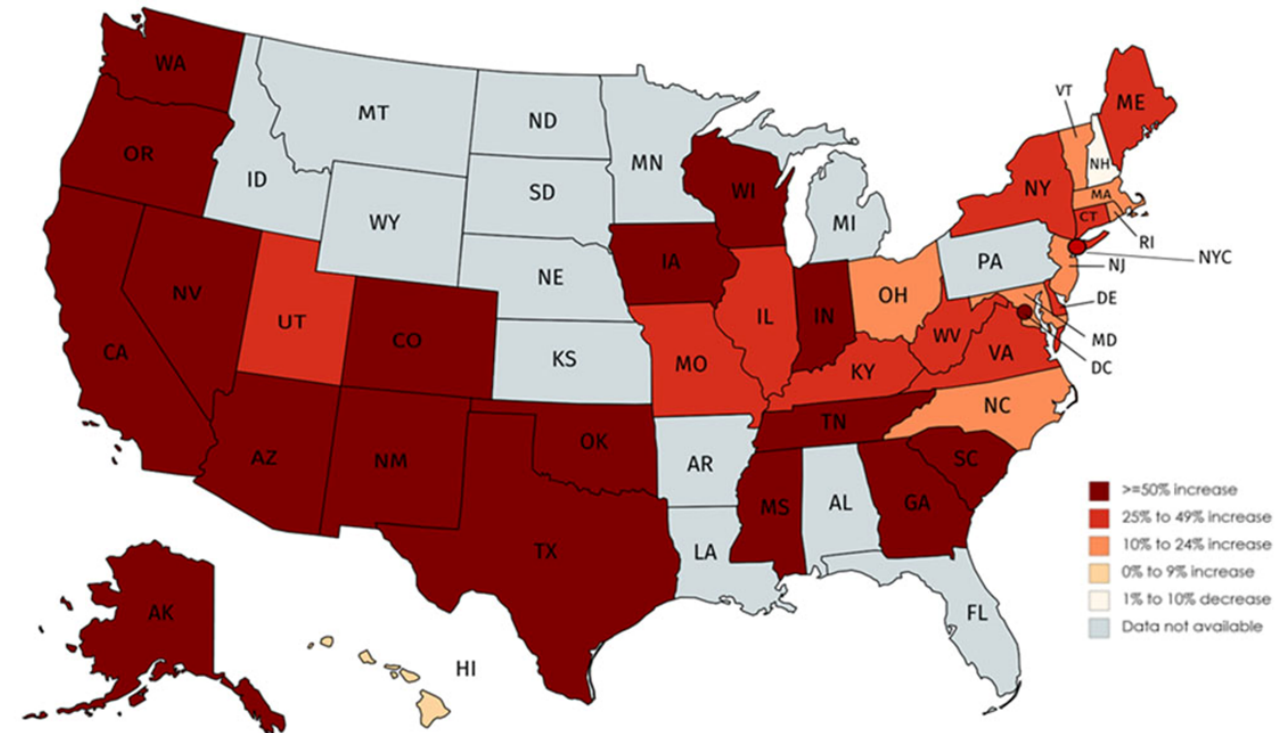 WA
MT
ND
MN
VT
ME
OR
ID
SD
WI
MI
NY
NH
MA
CT
RI
WY
NYC
NV
UT
CO
NE
IA
IL
IN
OH
PA
NJ
DE
MD
DC
CA
KS
MO
KY
WV
VA
AZ
NM
OK
AR
TN
NC
SC
TX
LA
MS
AL
GA
FL
AK
HI
>=50% increase
25% to 49% increase
10% to 24% increase
0% to 9% increase
1% to 10% decrease
Data not available